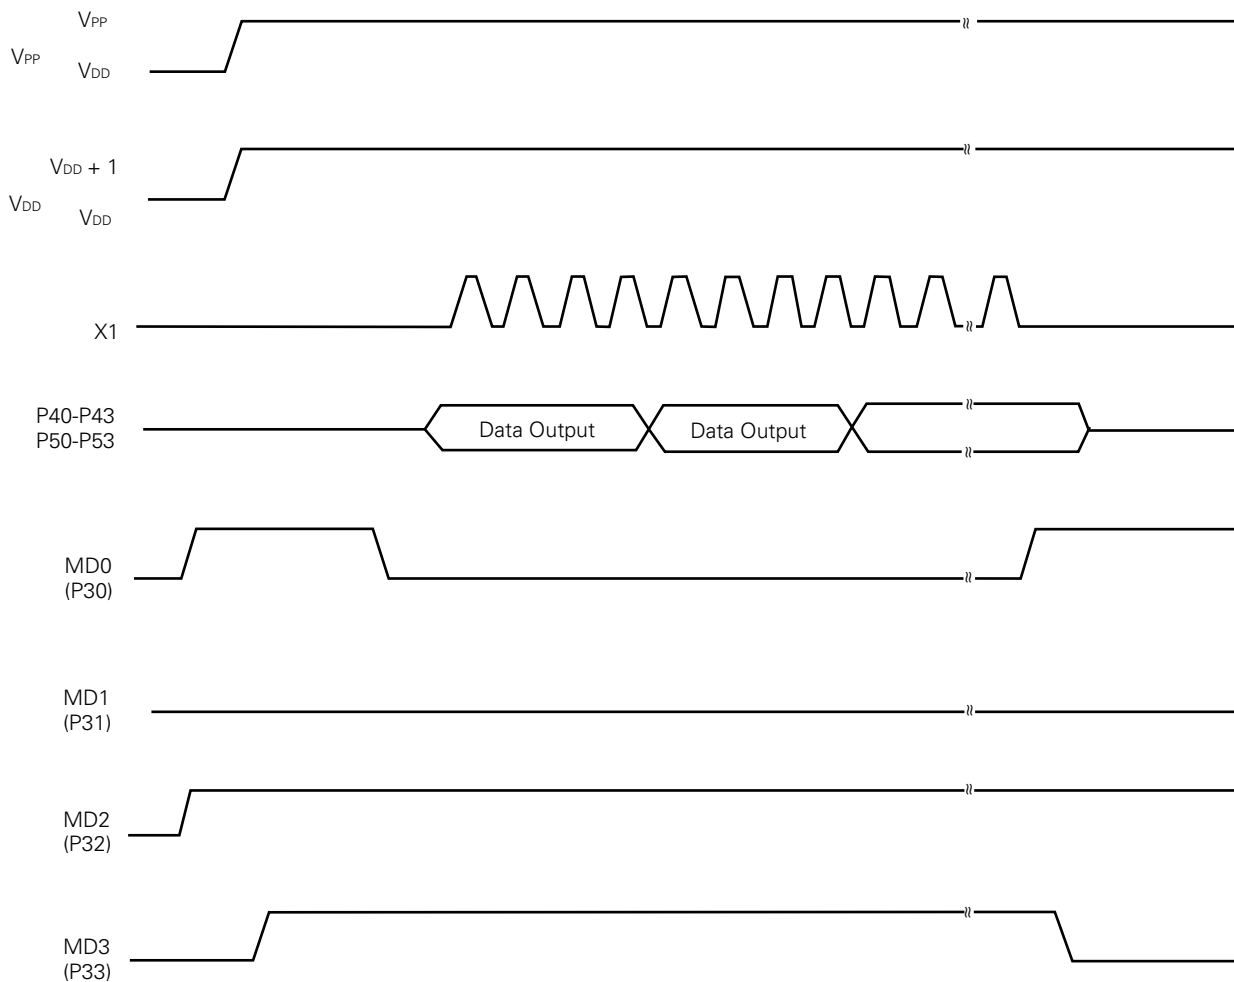 VPP
VPP
VDD
VDD + 1
VDD
VDD
X1
P40-P43
P50-P53
Data Output
Data Output
MD0
(P30)
MD1
(P31)
MD2
(P32)
MD3
(P33)